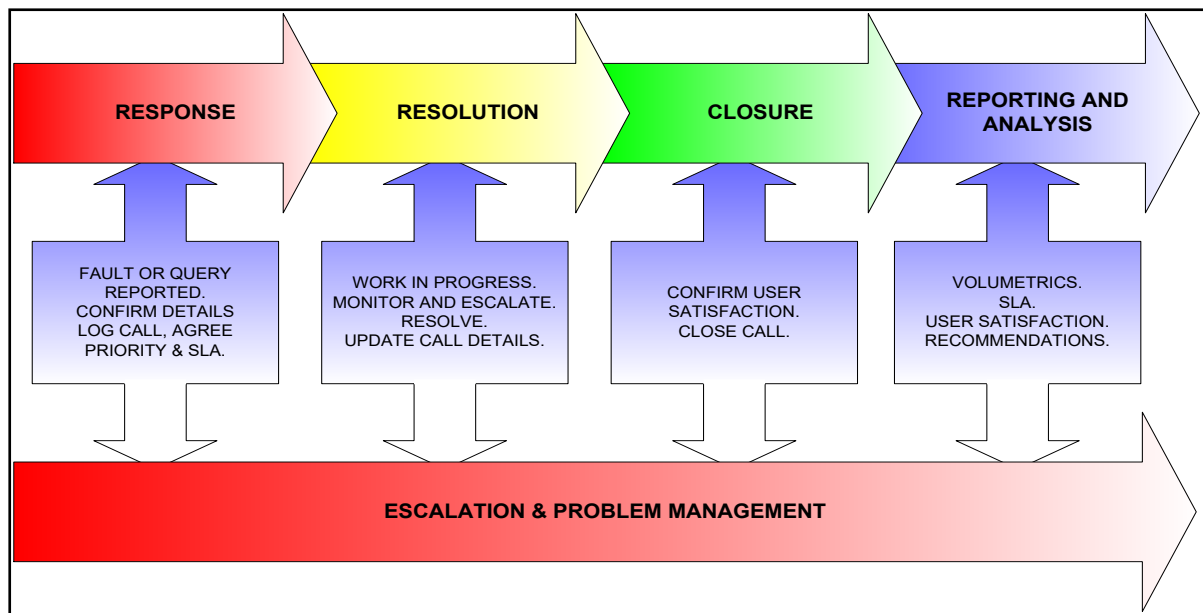 RESPONSE
RESOLUTION
CLOSURE
REPORTING AND
ANALYSIS
FAULT OR QUERY
REPORTED.
CONFIRM DETAILS
LOG CALL, AGREE
PRIORITY & SLA.
WORK IN PROGRESS.
MONITOR AND ESCALATE.
RESOLVE.
UPDATE CALL DETAILS.
CONFIRM USER
SATISFACTION.
CLOSE CALL.
VOLUMETRICS.
SLA.
USER SATISFACTION.
RECOMMENDATIONS.
ESCALATION & PROBLEM MANAGEMENT